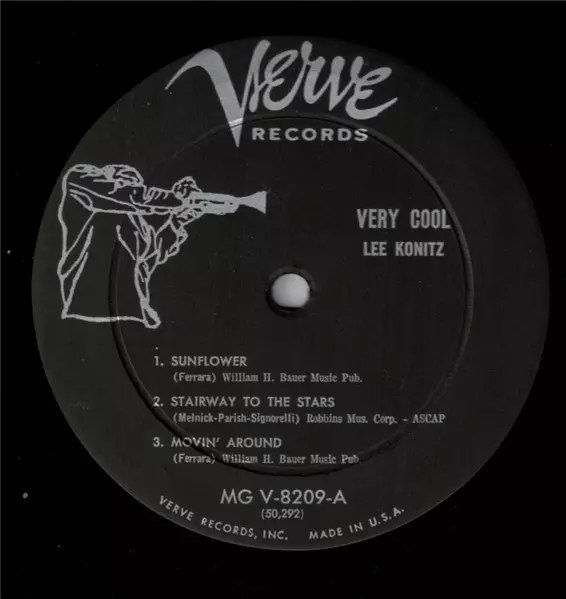 Verve
RECORDS
VERY COOL
LEE KONITZ
1. SUNFLOWER
(Ferrara) William H. Bauer Music Pub.
2. STAIRWAY TO THE STARS
(Melnick-Parish-Signorelli) Robbins Mus. Corp. - ASCAP
3. MOVIN' AROUND
(Ferrara) William H. Bauer Music Pub.
MG V-8209-A
(50,292)
VERVE RECORDS, INC. MADE IN U.S.A.